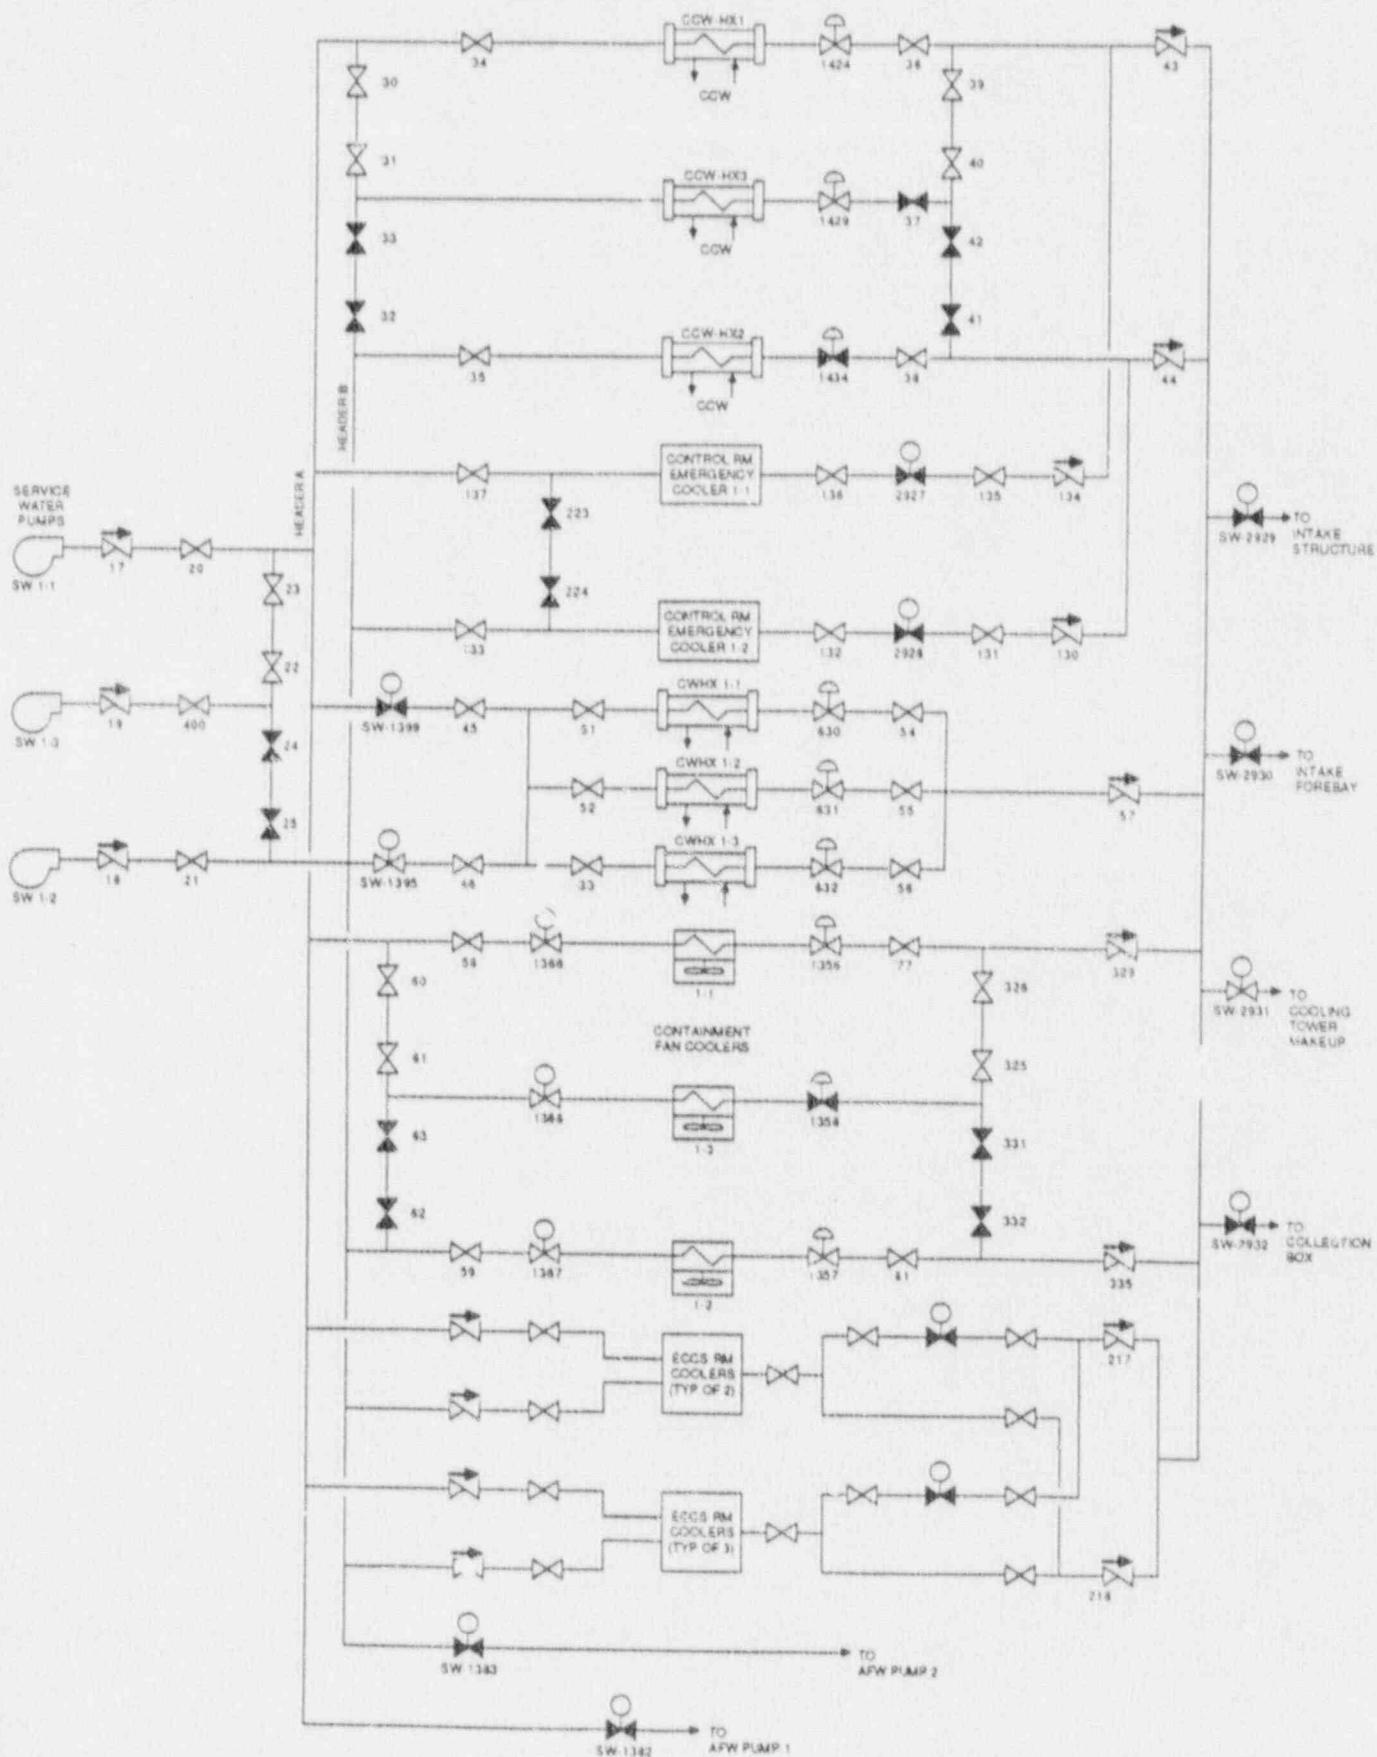 CCW-HX1
34
1424
36
43
30
CCW
39
31
40
CCW-HX3
1429
37
33
CCW
42
32
41
CCW-HX2
35
1434
38
44
CCW
HEADER B
HEADER A
CONTROL RM
EMERGENCY
COOLER 1-1
137
136
2927
135
134
223
SERVICE
WATER
PUMPS
SW 1-1
17
20
23
TO
INTAKE
STRUCTURE
SW-2929
224
CONTROL RM
EMERGENCY
COOLER 1-2
133
132
2928
131
130
22
CWHX 1-1
SW 1-3
19
400
SW-1399
45
51
630
54
24
CWHX 1-2
52
631
55
57
TO
INTAKE
FOREBAY
SW-2930
25
CWHX 1-3
SW 1-2
18
21
SW-1395
46
33
632
56
58
1366
1-1
1356
77
329
60
326
CONTAINMENT
FAN COOLERS
TO
COOLING
TOWER
MAKEUP
SW-2931
61
325
1368
1-3
1358
63
331
62
332
TO
COLLECTION
BOX
SW-2932
59
1367
1-2
1357
81
335
ECCS RM
COOLERS
(TYP OF 2)
217
ECCS RM
COOLERS
(TYP OF 3)
218
SW-1383
TO
AFW PUMP 2
SW-1382
TO
AFW PUMP 1